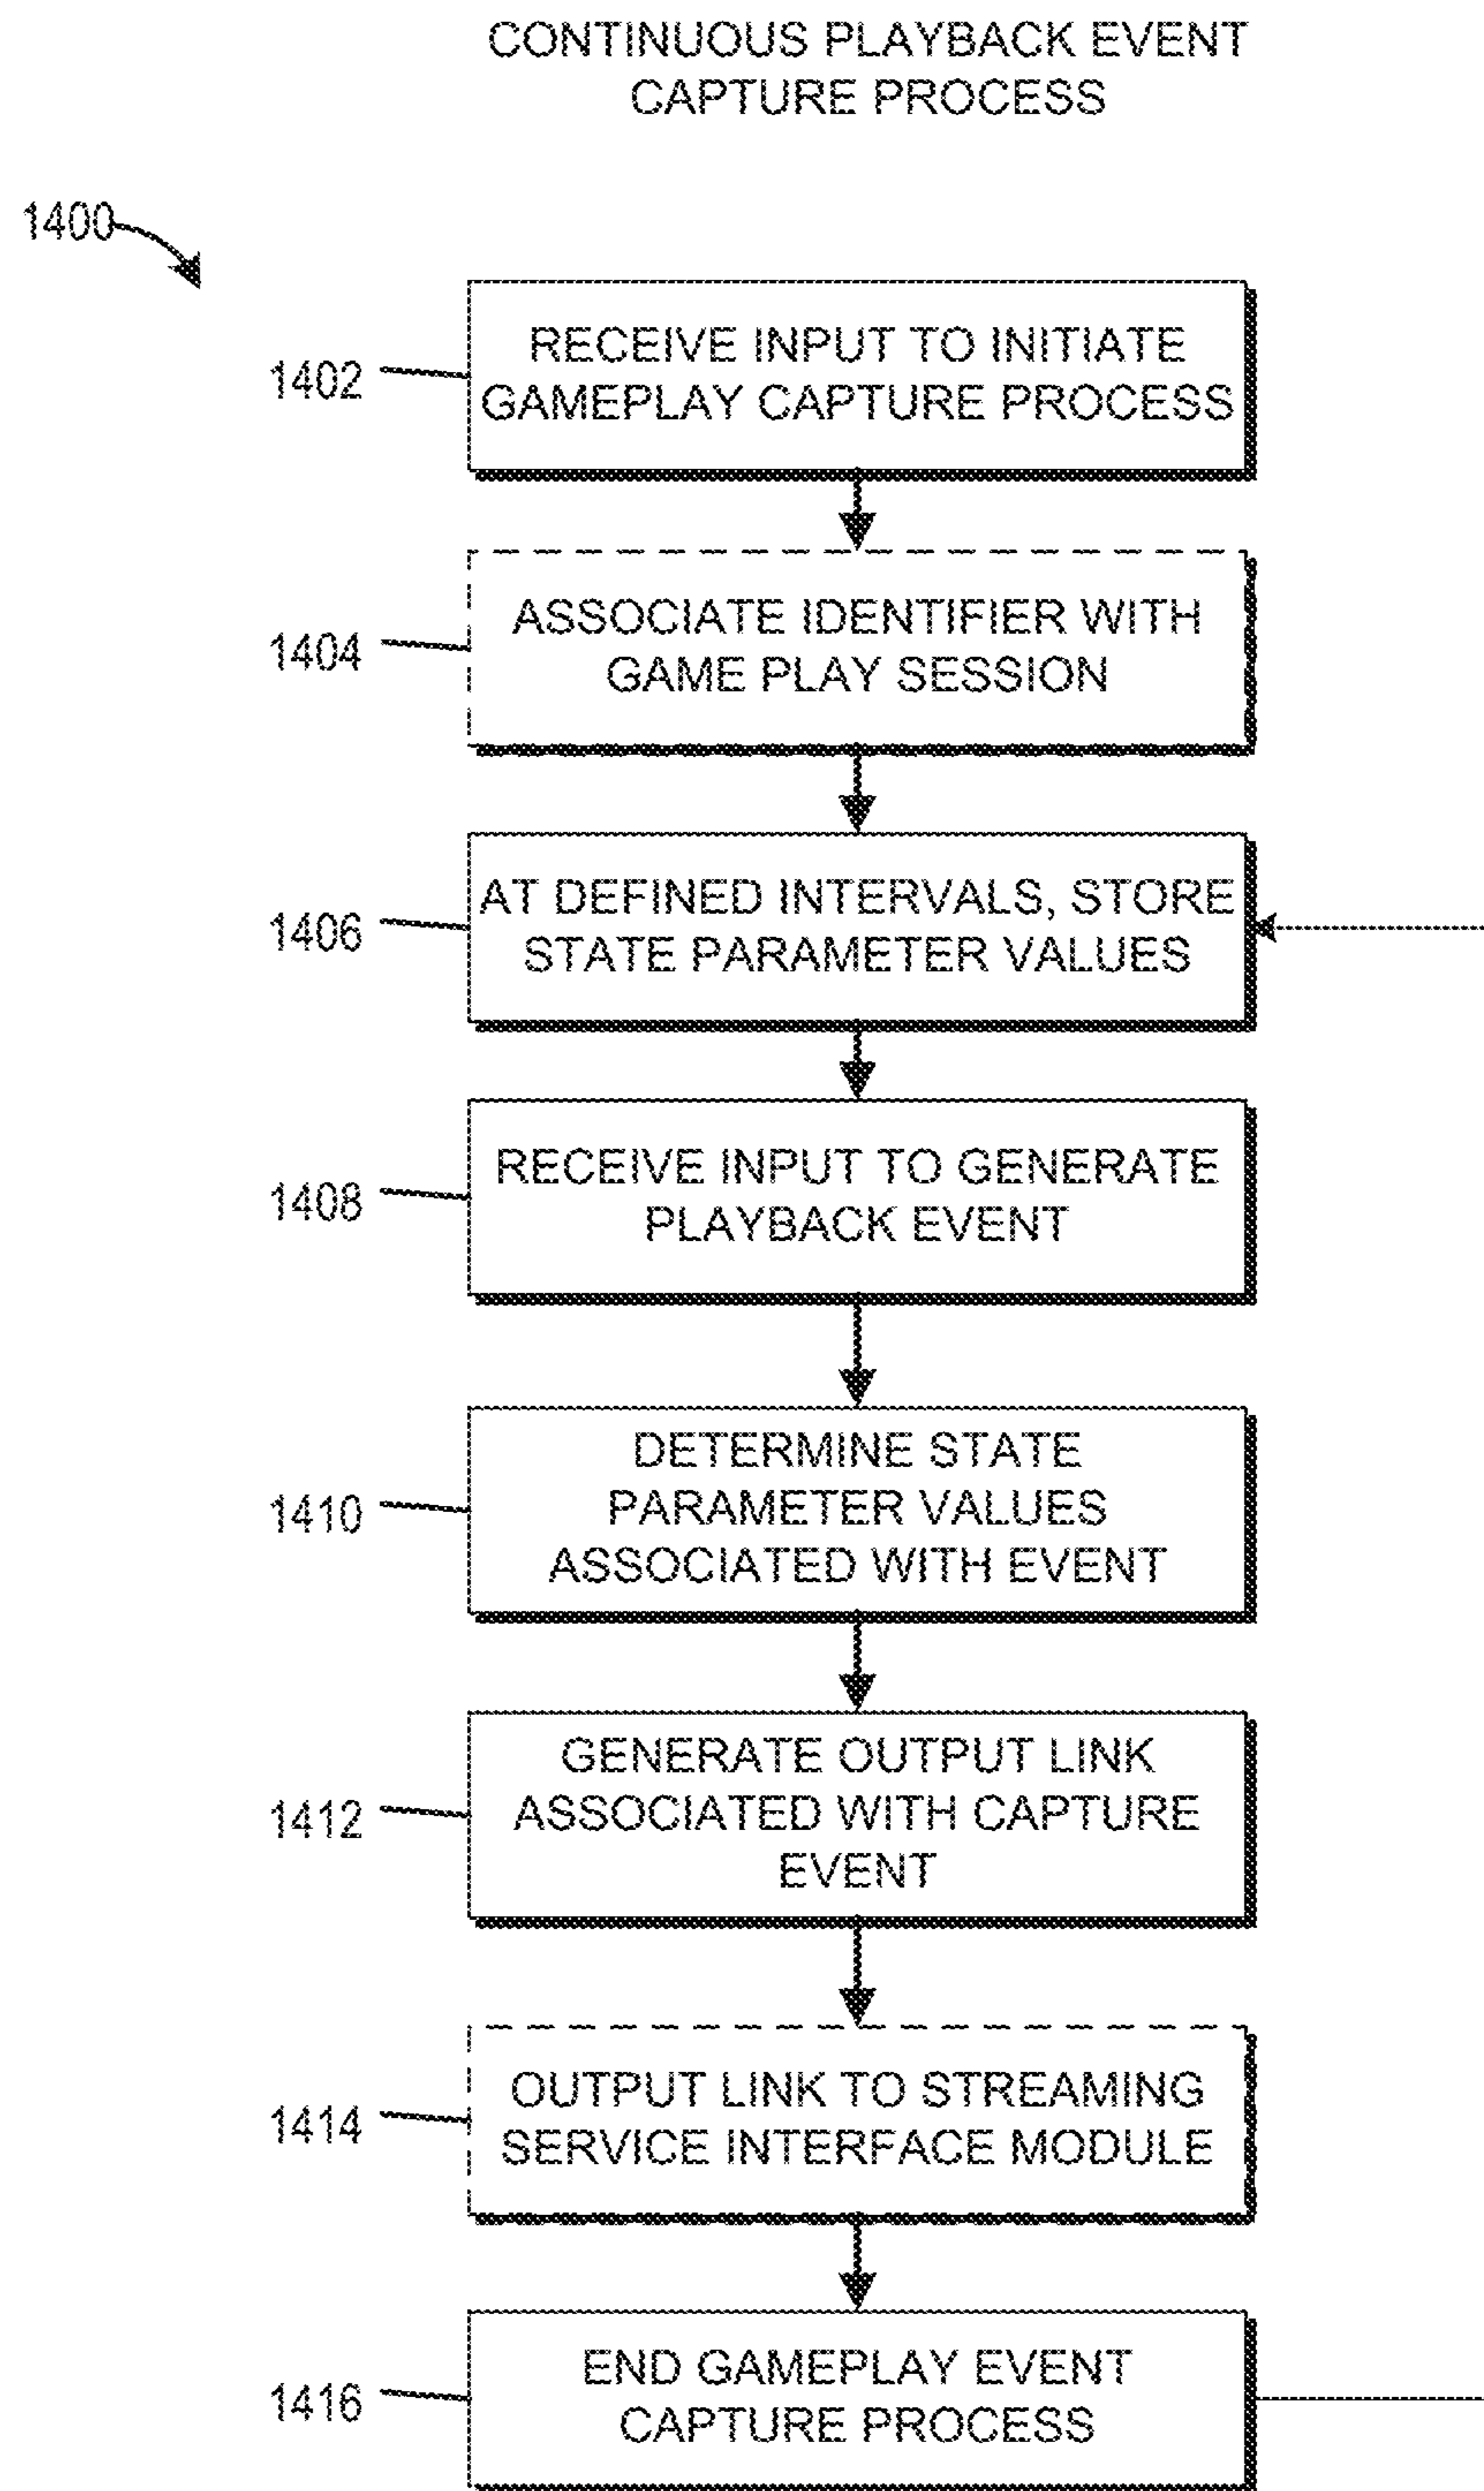 CONTINUOUS PLAYBACK EVENT
CAPTURE PROCESS
1400
RECEIVE INPUT TO INITIATE
GAMEPLAY CAPTURE PROCESS
1402
ASSOCIATE IDENTIFIER WITH
GAME PLAY SESSION
1404
AT DEFINED INTERVALS, STORE
STATE PARAMETER VALUES
1406
RECEIVE INPUT TO GENERATE
PLAYBACK EVENT
1408
DETERMINE STATE
PARAMETER VALUES
ASSOCIATED WITH EVENT
1410
GENERATE OUTPUT LINK
ASSOCIATED WITH CAPTURE
EVENT
1412
OUTPUT LINK TO STREAMING
SERVICE INTERFACE MODULE
1414
END GAMEPLAY EVENT
CAPTURE PROCESS
1416